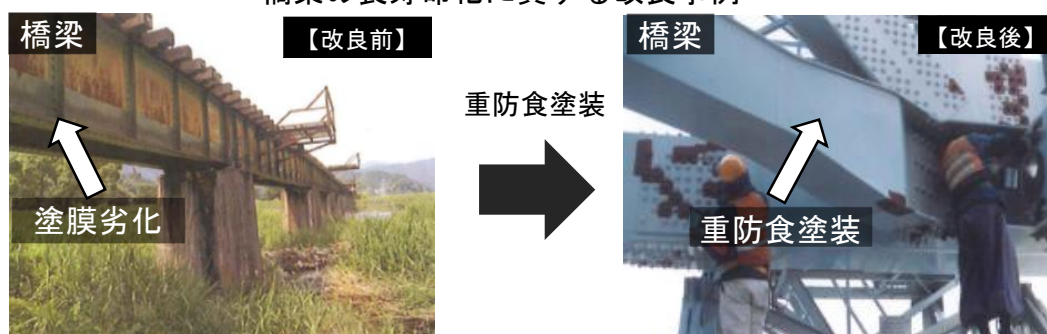 橋梁の長寿命化に資する改良事例
橋梁
【改良前】
塗膜劣化
重防食塗装
橋梁
【改良後】
重防食塗装